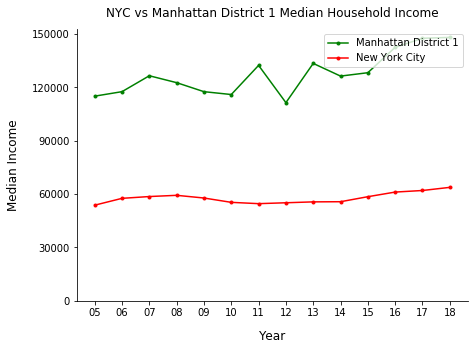 NYC vs Manhattan District 1 Median Household Income
150000
120000
90000
60000
30000
0
Median Income
Manhattan District 1
New York City
05 06 07 08 09 10 11 12 13 14 15 16 17 18
Year